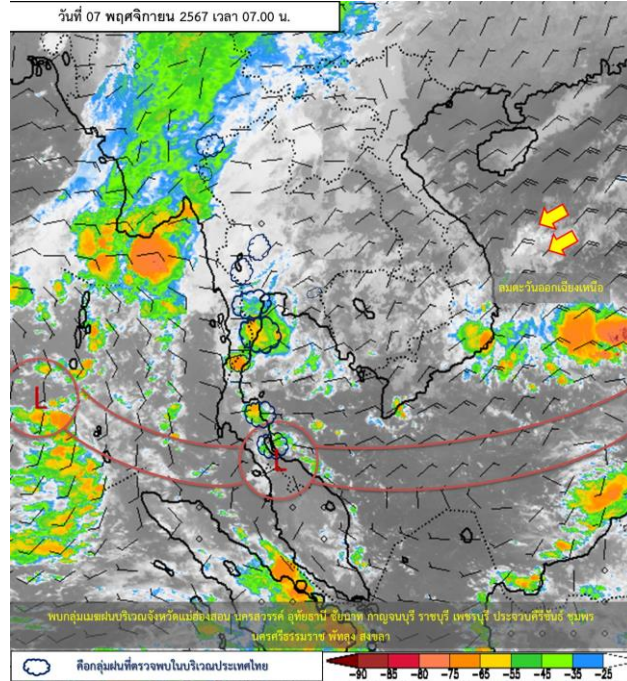 วันที่ 07 พฤศจิกายน 2567 เวลา 07.00 น.
ลมตะวันออกเฉียงเหนือ
L
L
พบกลุ่มเมฆฝนบริเวณจังหวัดแม่ฮ่องสอน นครสวรรค์ อุทัยธานี ชัยนาท กาญจนบุรี ราชบุรี เพชรบุรี ประจวบคีรีขันธ์ ชุมพร
นครศรีธรรมราช พัทลุง สงขลา
คือกลุ่มฝนที่ตรวจพบในบริเวณประเทศไทย
-90 -85 -80 -75 -65 -55 -45 -35 -25